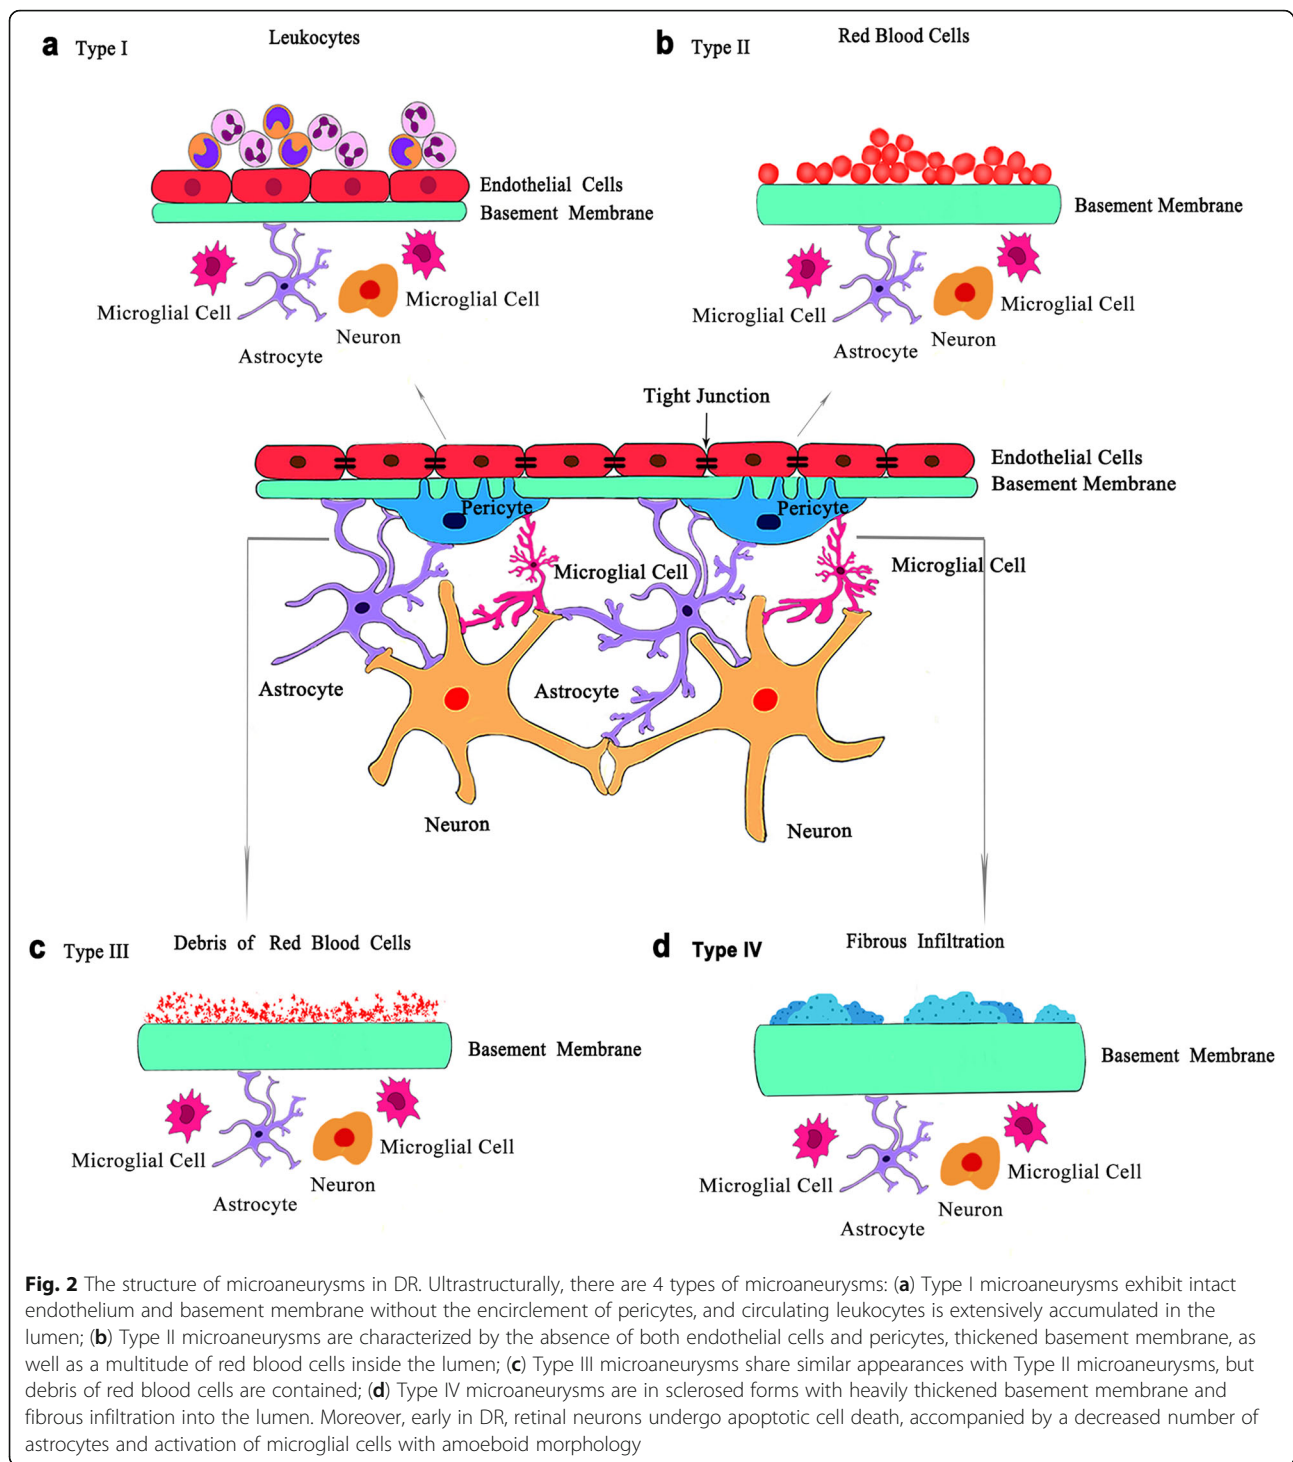 a Type I
Leukocytes
Endothelial Cells
Basement Membrane
Microglial Cell
Microglial Cell
Neuron
Astrocyte
b Type II
Red Blood Cells
Basement Membrane
Microglial Cell
Microglial Cell
Neuron
Astrocyte
Tight Junction
Endothelial Cells
Basement Membrane
Pericyte
Pericyte
Microglial Cell
Microglial Cell
Astrocyte
Astrocyte
Neuron
Neuron
c Type III
Debris of Red Blood Cells
Basement Membrane
Microglial Cell
Microglial Cell
Neuron
Astrocyte
d Type IV
Fibrous Infiltration
Basement Membrane
Microglial Cell
Microglial Cell
Neuron
Astrocyte
Fig. 2 The structure of microaneurysms in DR. Ultrastructurally, there are 4 types of microaneurysms: (a) Type I microaneurysms exhibit intact
endothelium and basement membrane without the encirclement of pericytes, and circulating leukocytes is extensively accumulated in the
lumen; (b) Type II microaneurysms are characterized by the absence of both endothelial cells and pericytes, thickened basement membrane, as
well as a multitude of red blood cells inside the lumen; (c) Type III microaneurysms share similar appearances with Type II microaneurysms, but
debris of red blood cells are contained; (d) Type IV microaneurysms are in sclerosed forms with heavily thickened basement membrane and
fibrous infiltration into the lumen. Moreover, early in DR, retinal neurons undergo apoptotic cell death, accompanied by a decreased number of
astrocytes and activation of microglial cells with amoeboid morphology